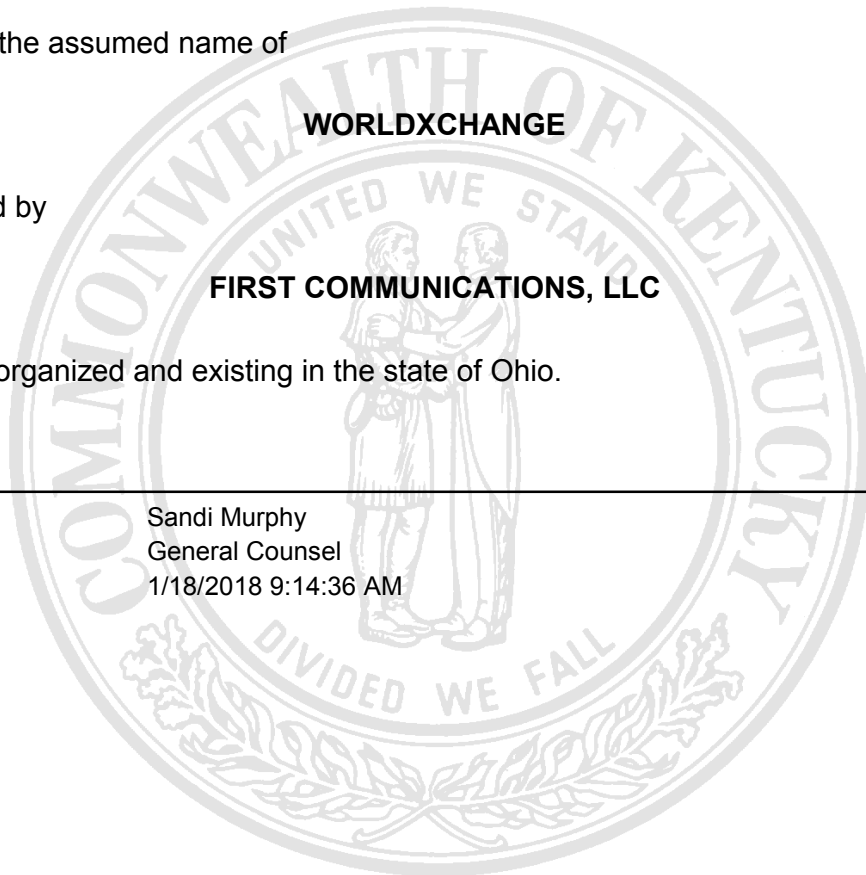 the assumed name of
WORLDXCHANGE
d by
FIRST COMMUNICATIONS, LLC
organized and existing in the state of Ohio.
Sandi Murphy
General Counsel
1/18/2018 9:14:36 AM
COMMONWEALTH OF KENTUCKY
UNITED WE STAND
DIVIDED WE FALL